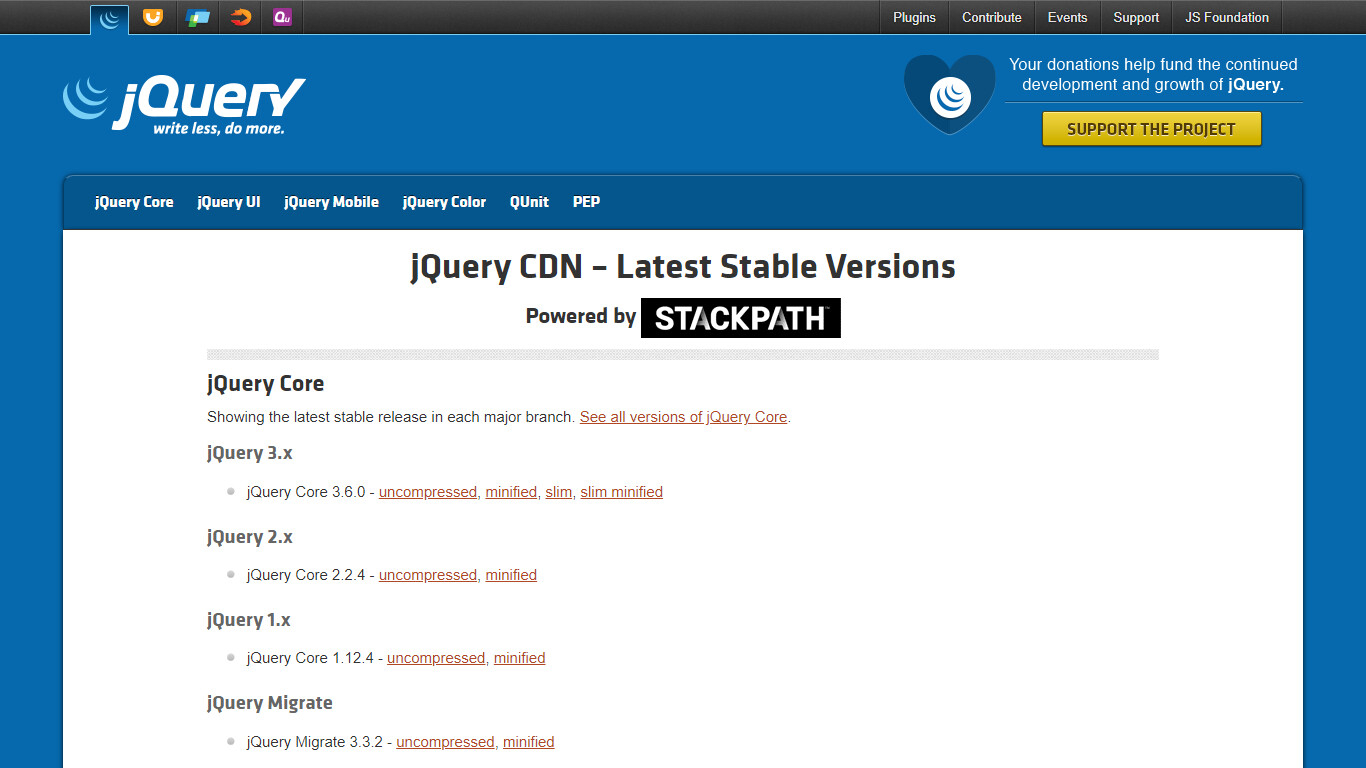 Qu
Plugins Contribute Events Support JS Foundation
jQuery
write less, do more.
Your donations help fund the continued
development and growth of jQuery.
SUPPORT THE PROJECT
jQuery Core jQuery UI jQuery Mobile jQuery Color QUnit PEP
jQuery CDN – Latest Stable Versions
Powered by STACKPATH
jQuery Core
Showing the latest stable release in each major branch. See all versions of jQuery Core.
jQuery 3.x
jQuery Core 3.6.0 - uncompressed, minified, slim, slim minified
jQuery 2.x
jQuery Core 2.2.4 - uncompressed, minified
jQuery 1.x
jQuery Core 1.12.4 - uncompressed, minified
jQuery Migrate
jQuery Migrate 3.3.2 - uncompressed, minified